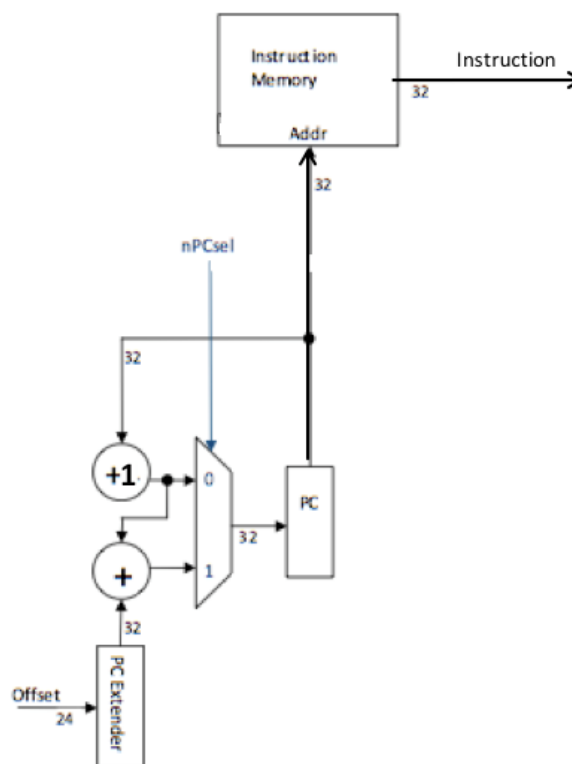 Instruction
Memory
Instruction
32
Addr
32
nPCsel
32
+1
0
PC
32
+
1
32
PC Extender
Offset
24